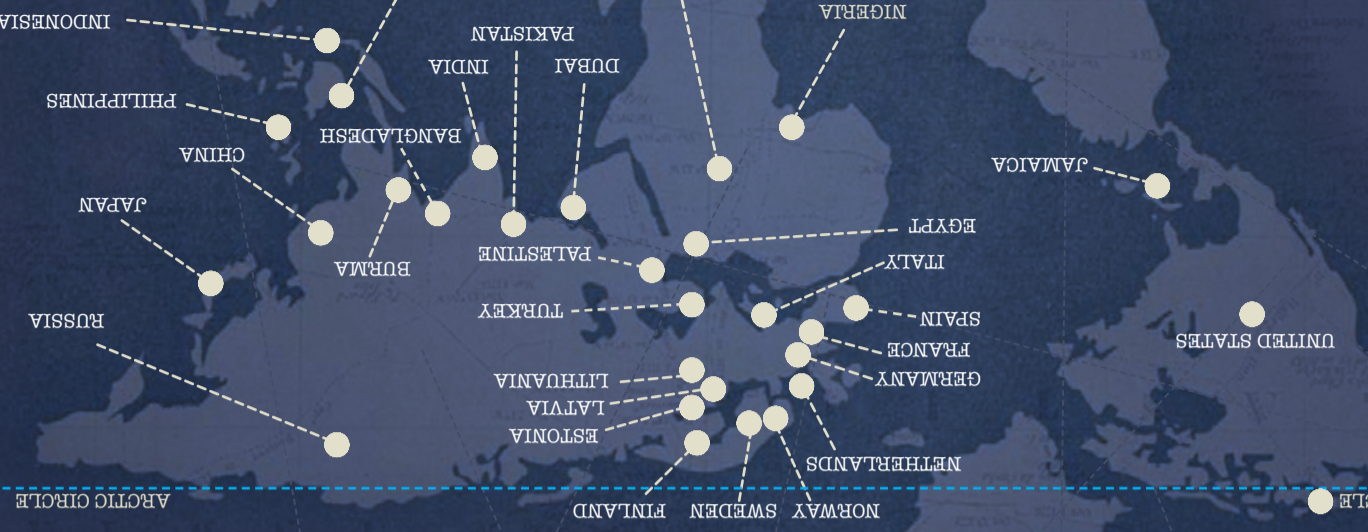 ARCTIC CIRCLE
NORWAY
SWEDEN
FINLAND
NETHERLANDS
ESTONIA
LATVIA
GERMANY
LITHUANIA
FRANCE
UNITED STATES
SPAIN
RUSSIA
TURKEY
ITALY
BURMA
PALESTINE
EGYPT
JAPAN
JAMAICA
CHINA
BANGLADESH
PHILIPPINES
DUBAI
INDIA
PAKISTAN
INDONESIA
NIGERIA